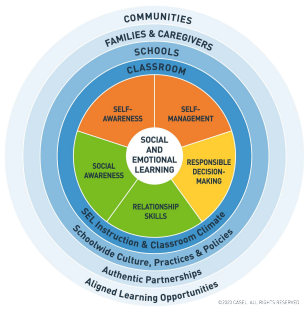 COMMUNITIES
FAMILIES & CAREGIVERS
SCHOOLS
CLASSROOM
SELF-
AWARENESS
SELF-
MANAGEMENT
SOCIAL
AND
EMOTIONAL
LEARNING
SOCIAL
AWARENESS
RESPONSIBLE
DECISION-
MAKING
RELATIONSHIP
SKILLS
SEL Instruction & Classroom Climate
Schoolwide Culture, Practices & Policies
Authentic Partnerships
Aligned Learning Opportunities
©2020 CASEL. ALL RIGHTS RESERVED.